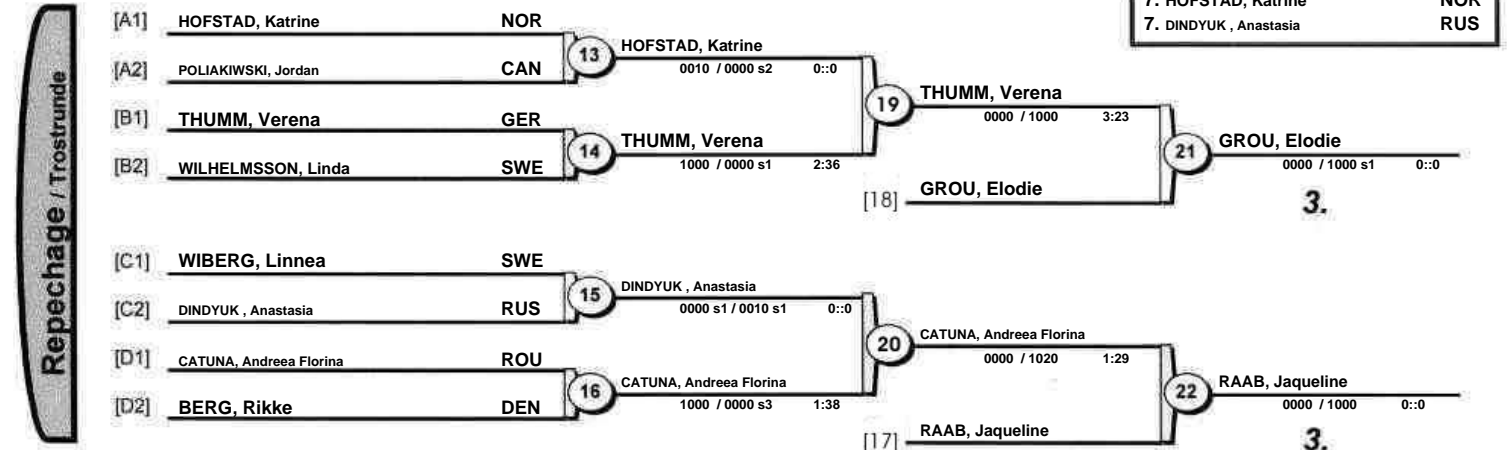 7. HOFSTAD, Katrine NOR
7. DINDYUK , Anastasia RUS
Repechage / Trostrunde
[A1] HOFSTAD, Katrine NOR
13
HOFSTAD, Katrine
0010 / 0000 s2 0::0
[A2] POLIAKIWSKI, Jordan CAN
19
THUMM, Verena
0000 / 1000 3:23
[B1] THUMM, Verena GER
14
THUMM, Verena
1000 / 0000 s1 2:36
[B2] WILHELMSSON, Linda SWE
21
GROU, Elodie
0000 / 1000 s1 0::0
[18] GROU, Elodie
3.
[C1] WIBERG, Linnea SWE
15
DINDYUK , Anastasia
0000 s1 / 0010 s1 0::0
[C2] DINDYUK , Anastasia RUS
20
CATUNA, Andreea Florina
0000 / 1020 1:29
[D1] CATUNA, Andreea Florina ROU
16
CATUNA, Andreea Florina
1000 / 0000 s3 1:38
[D2] BERG, Rikke DEN
22
RAAB, Jaqueline
0000 / 1000 0::0
[17] RAAB, Jaqueline
3.